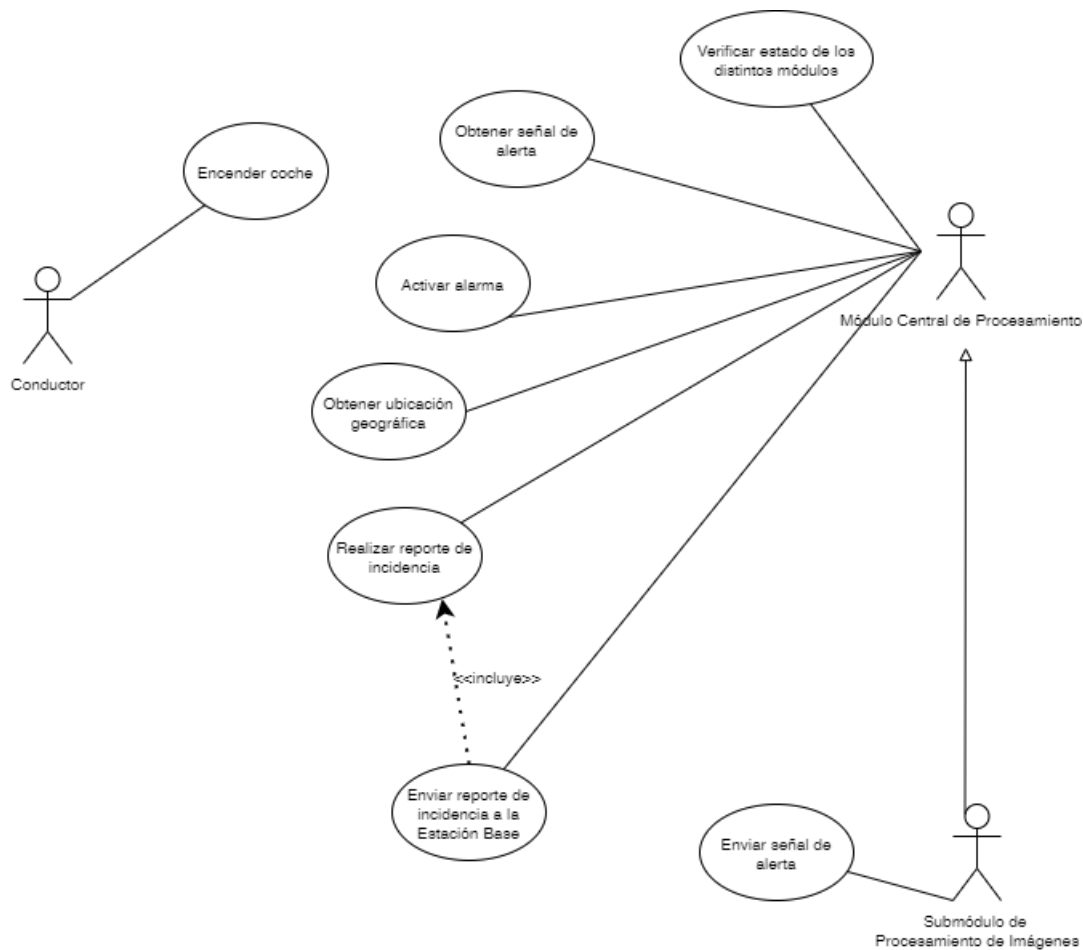 Verificar estado de los
distintos módulos
Obtener señal de
alerta
Encender coche
Activar alarma
Módulo Central de Procesamiento
Conductor
Obtener ubicación
geográfica
Realizar reporte de
incidencia
<<incluye>>
Enviar reporte de
incidencia a la
Estación Base
Enviar señal de
alerta
Submódulo de
Procesamiento de Imágenes